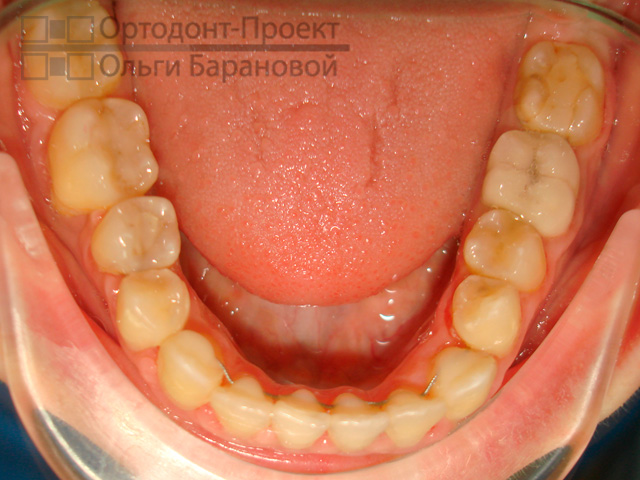 Ортодонт-Проект
Ольги Барановой